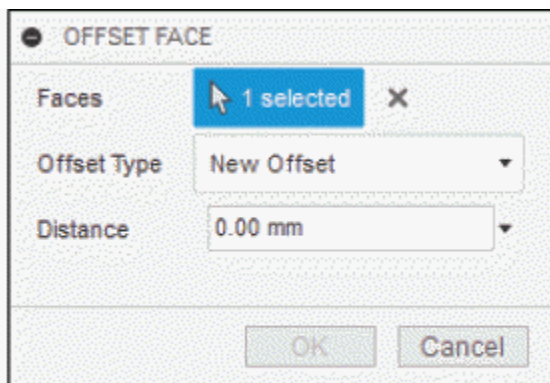 OFFSET FACE
Faces 1 selected
Offset Type New Offset
Distance 0.00 mm
OK Cancel